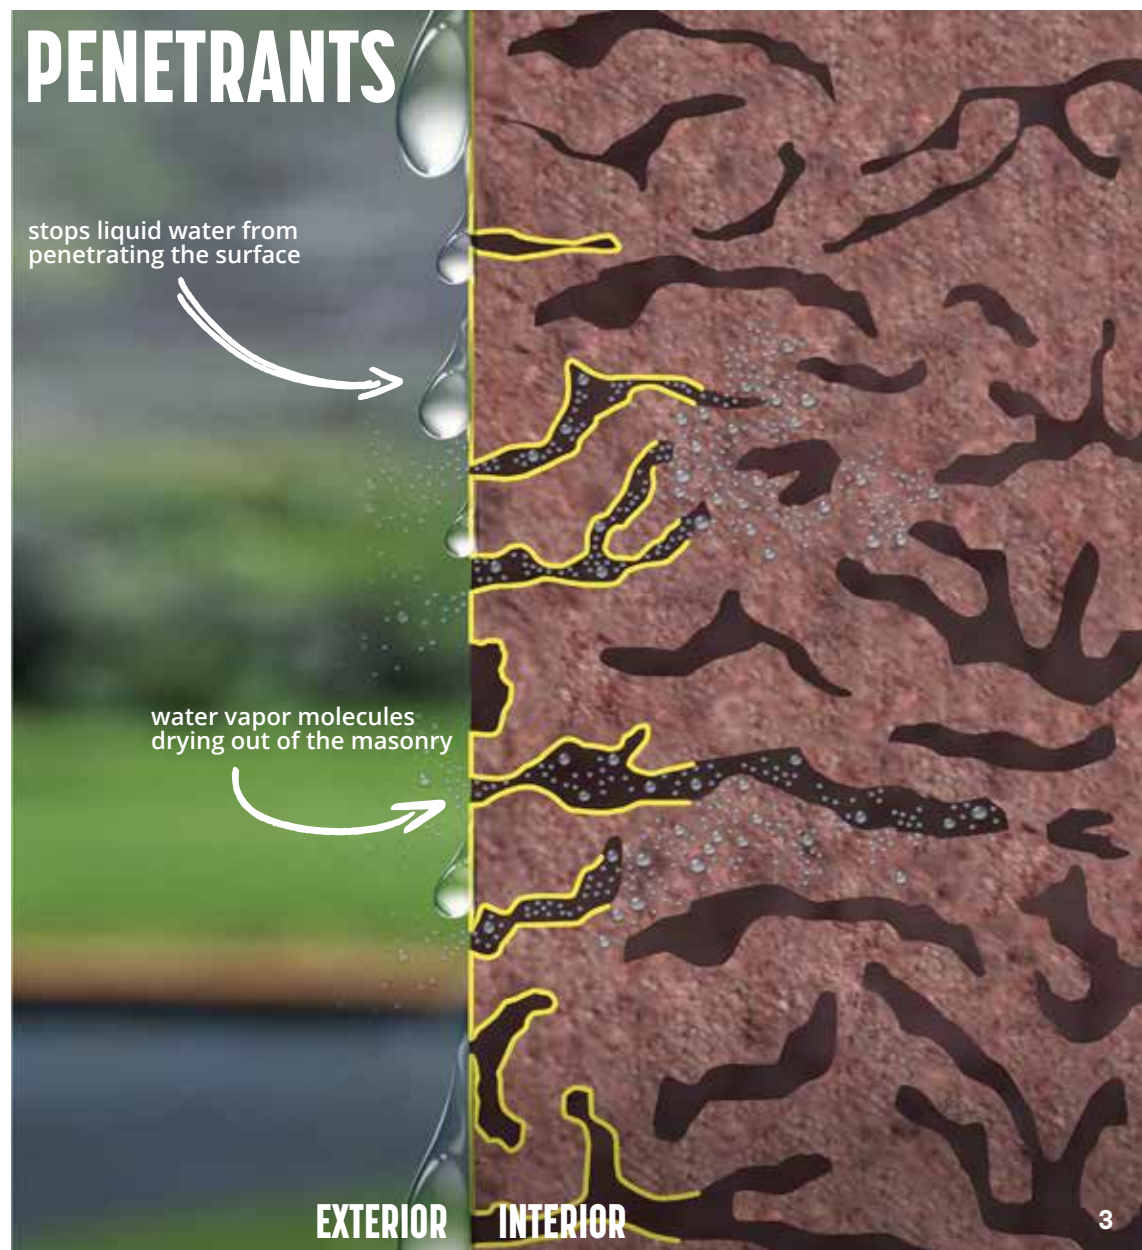 PENETRANTS
stops liquid water from
penetrating the surface
water vapor molecules
drying out of the masonry
EXTERIOR
INTERIOR
3